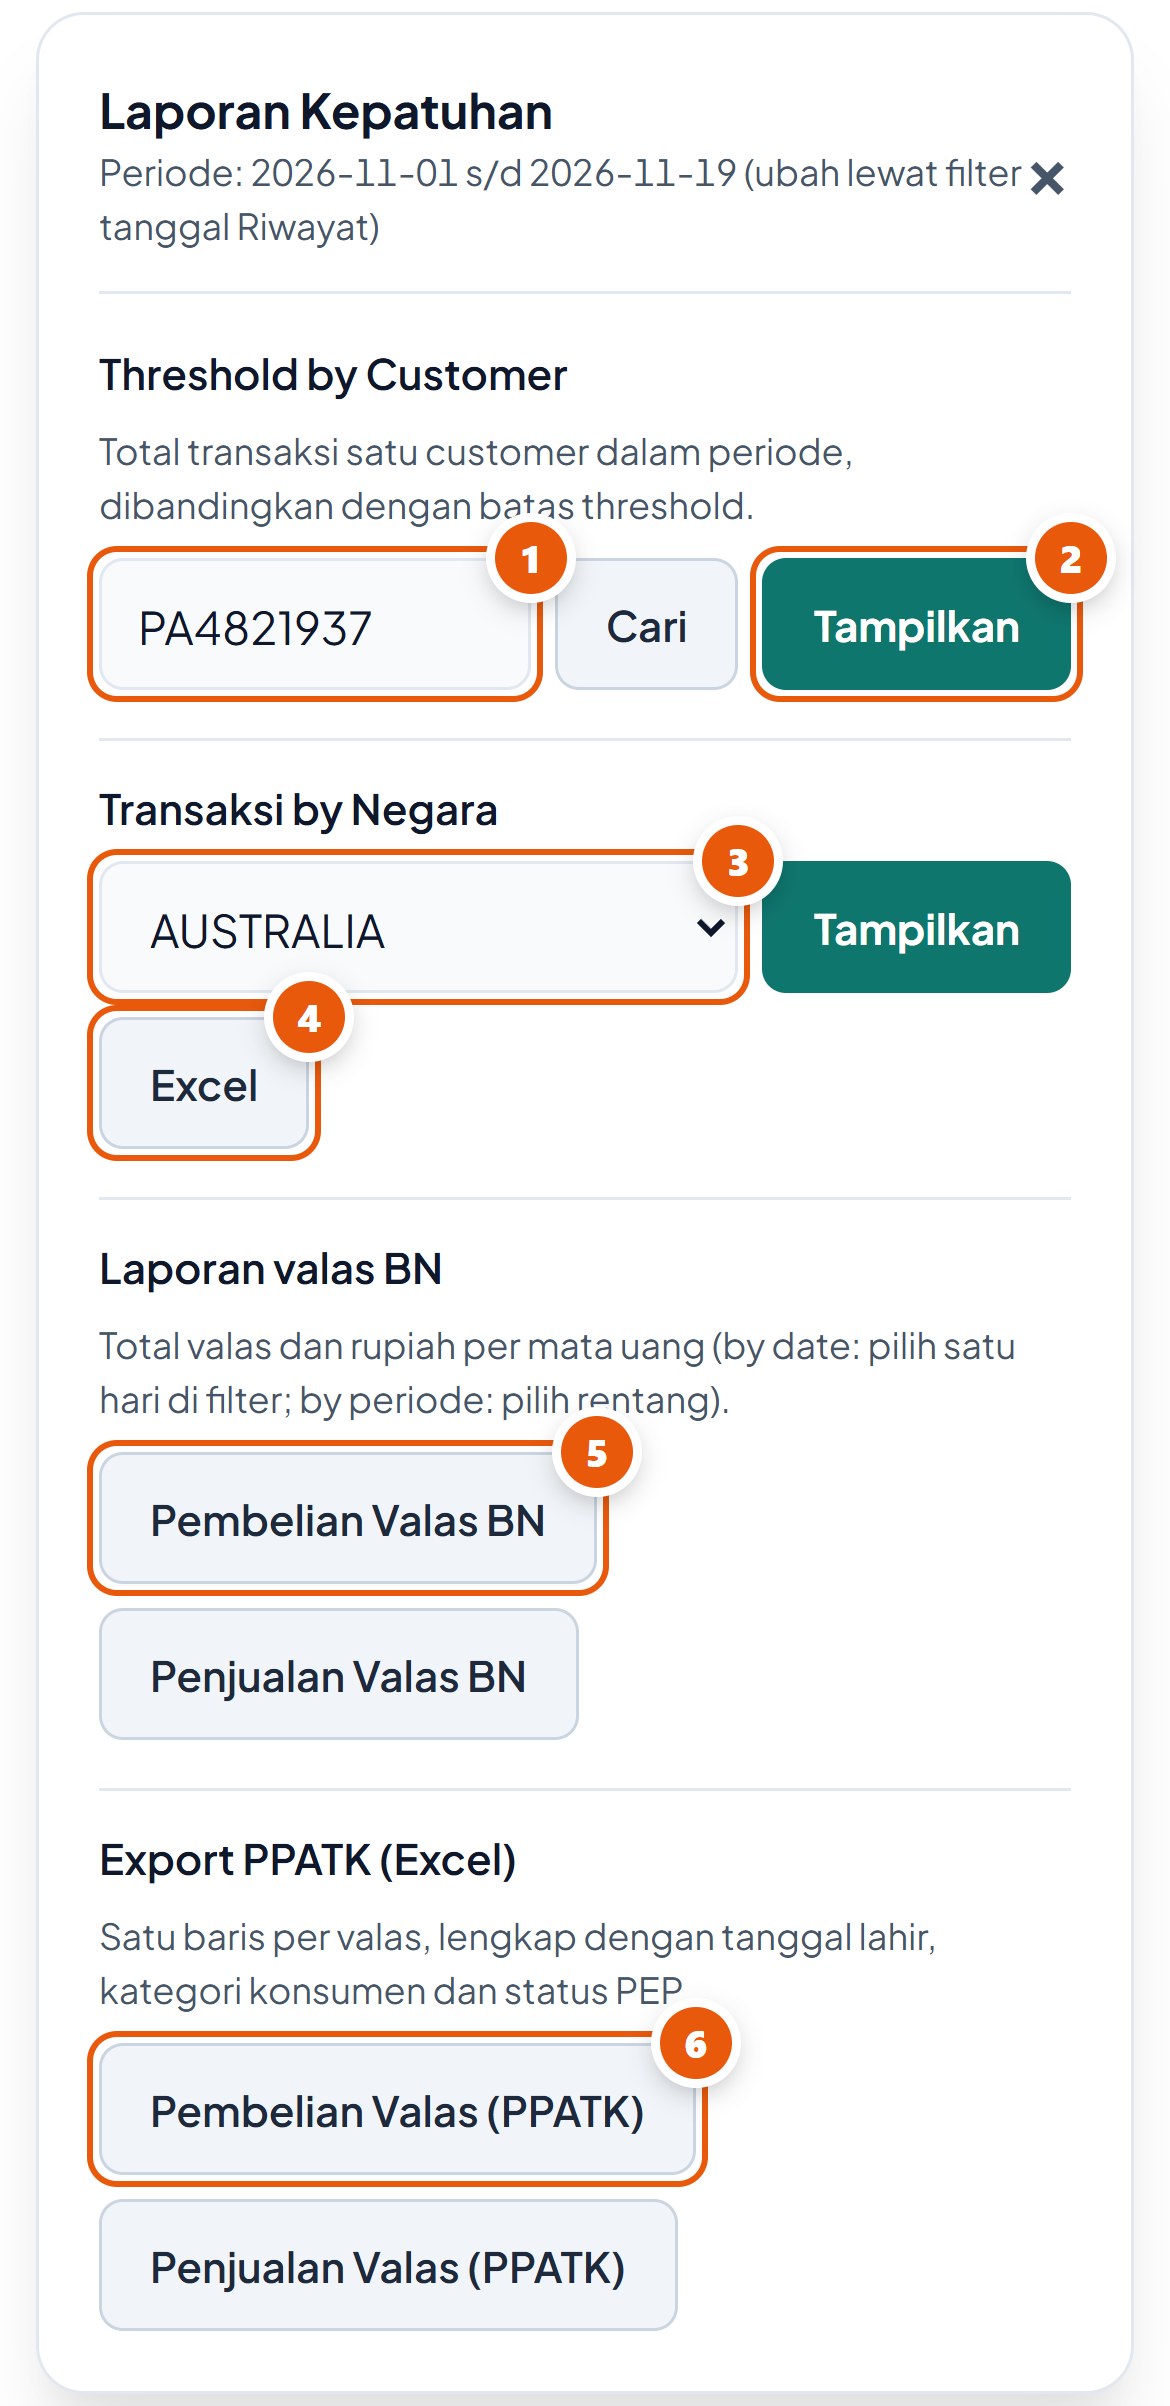 Laporan Kepatuhan
Periode: 2026-11-01 s/d 2026-11-19 (ubah lewat filter
tanggal Riwayat)
Threshold by Customer
Total transaksi satu customer dalam periode,
dibandingkan dengan batas threshold.
1
2
PA4821937
Cari
Tampilkan
Transaksi by Negara
3
AUSTRALIA
Tampilkan
4
Excel
Laporan valas BN
Total valas dan rupiah per mata uang (by date: pilih satu
hari di filter; by periode: pilih rentang).
5
Pembelian Valas BN
Penjualan Valas BN
Export PPATK (Excel)
Satu baris per valas, lengkap dengan tanggal lahir,
kategori konsumen dan status PEP
6
Pembelian Valas (PPATK)
Penjualan Valas (PPATK)